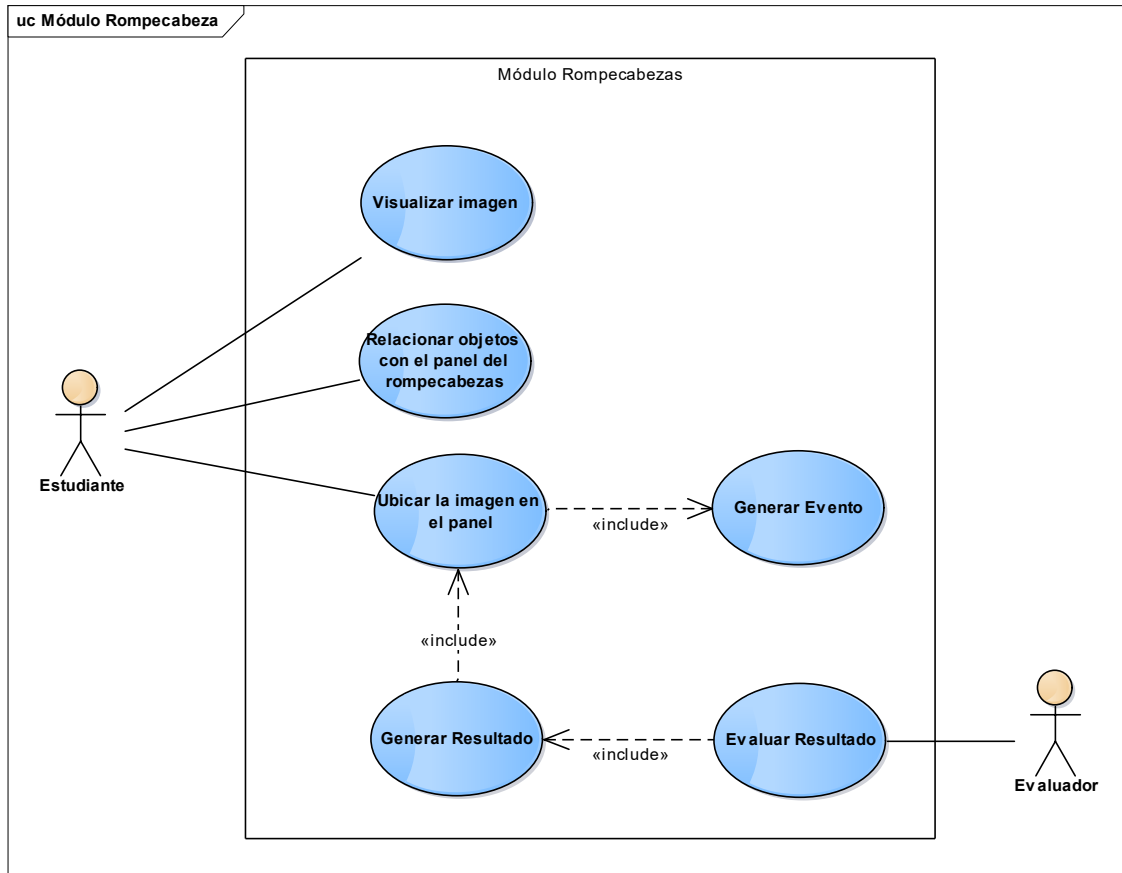 uc Módulo Rompecabeza
Módulo Rompecabezas
Visualizar imagen
Relacionar objetos
con el panel del
rompecabezas
Estudiante
Ubicar la imagen en
el panel
«include»
Generar Evento
«include»
Generar Resultado
«include»
Evaluar Resultado
Evaluador